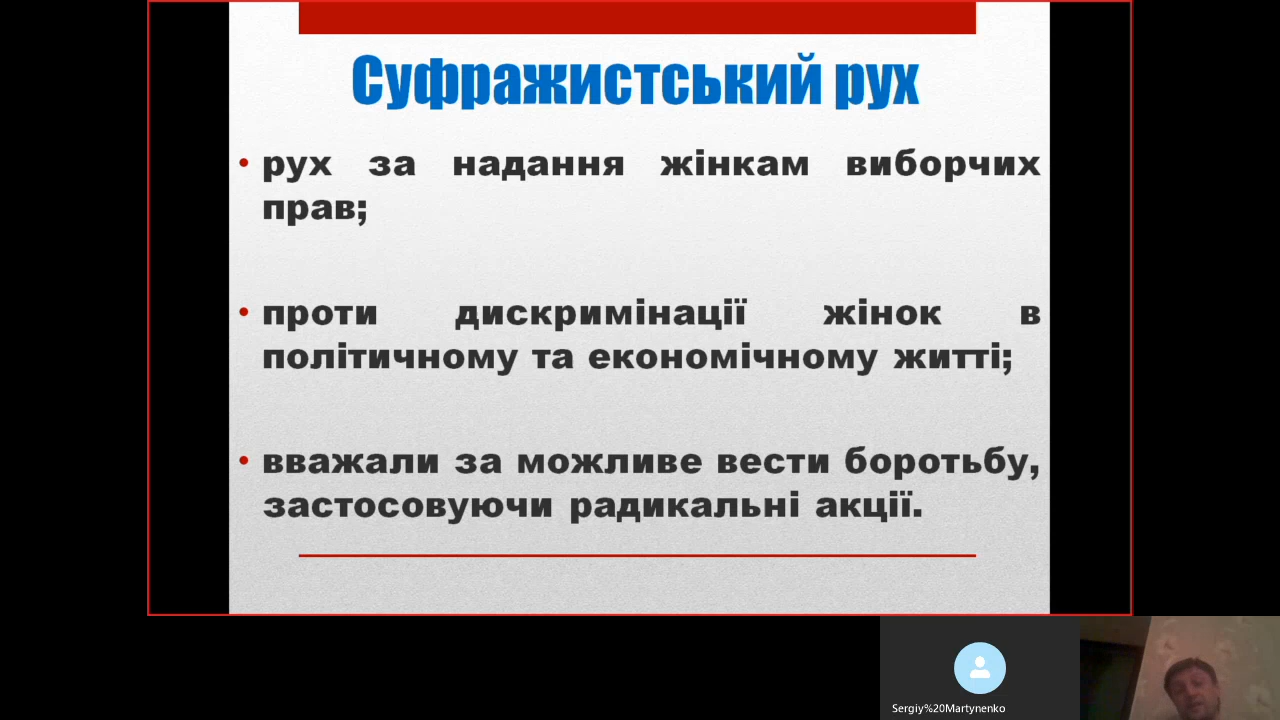 Суфражистський рух
• рух за надання жінкам виборчих
прав;
• проти дискримінації жінок в
політичному та економічному житті;
• вважали за можливе вести боротьбу,
застосовуючи радикальні акції.
Sergiy%20Martynenko